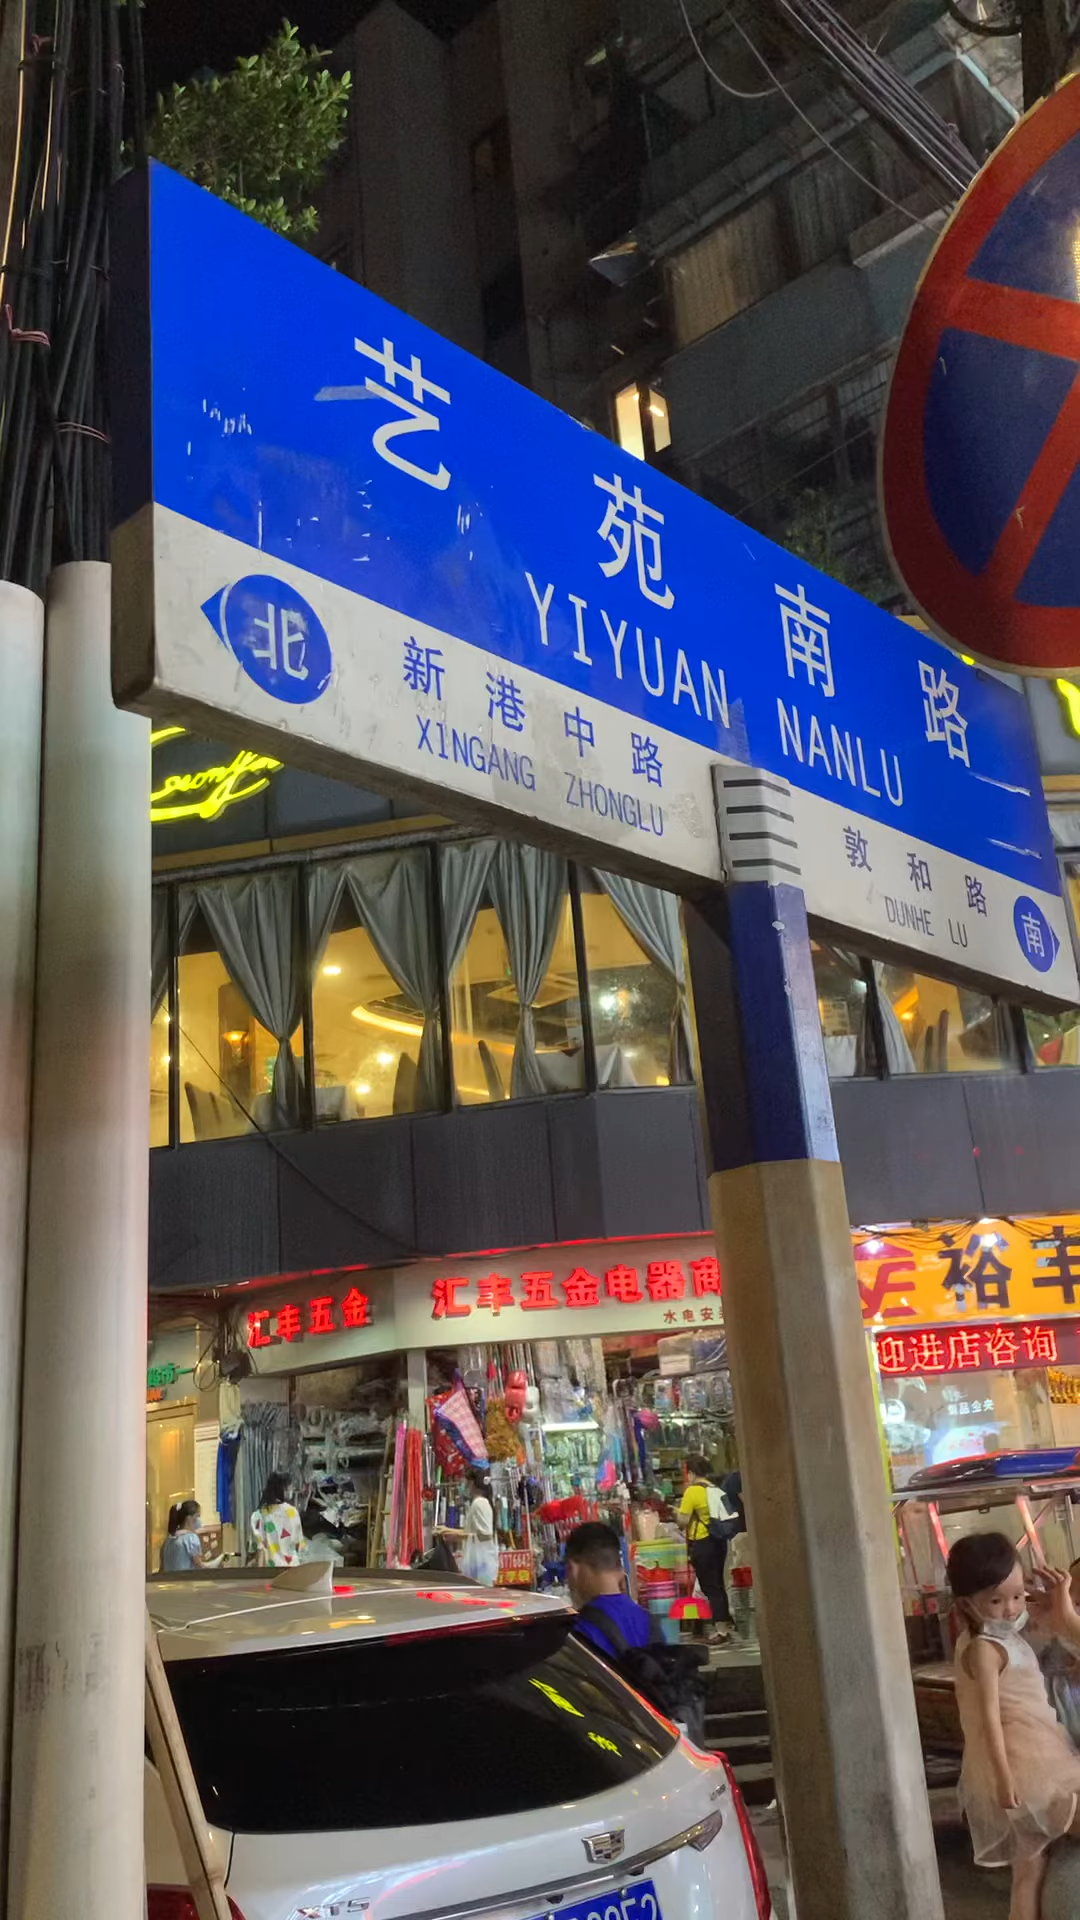 艺苑南路
YIYUAN NANLU
北
新港中路
XINGANG ZHONGLU
敦和路
DUNHE LU
南
汇丰五金
汇丰五金电器商
水电安
裕丰
迎进店咨询
XT5